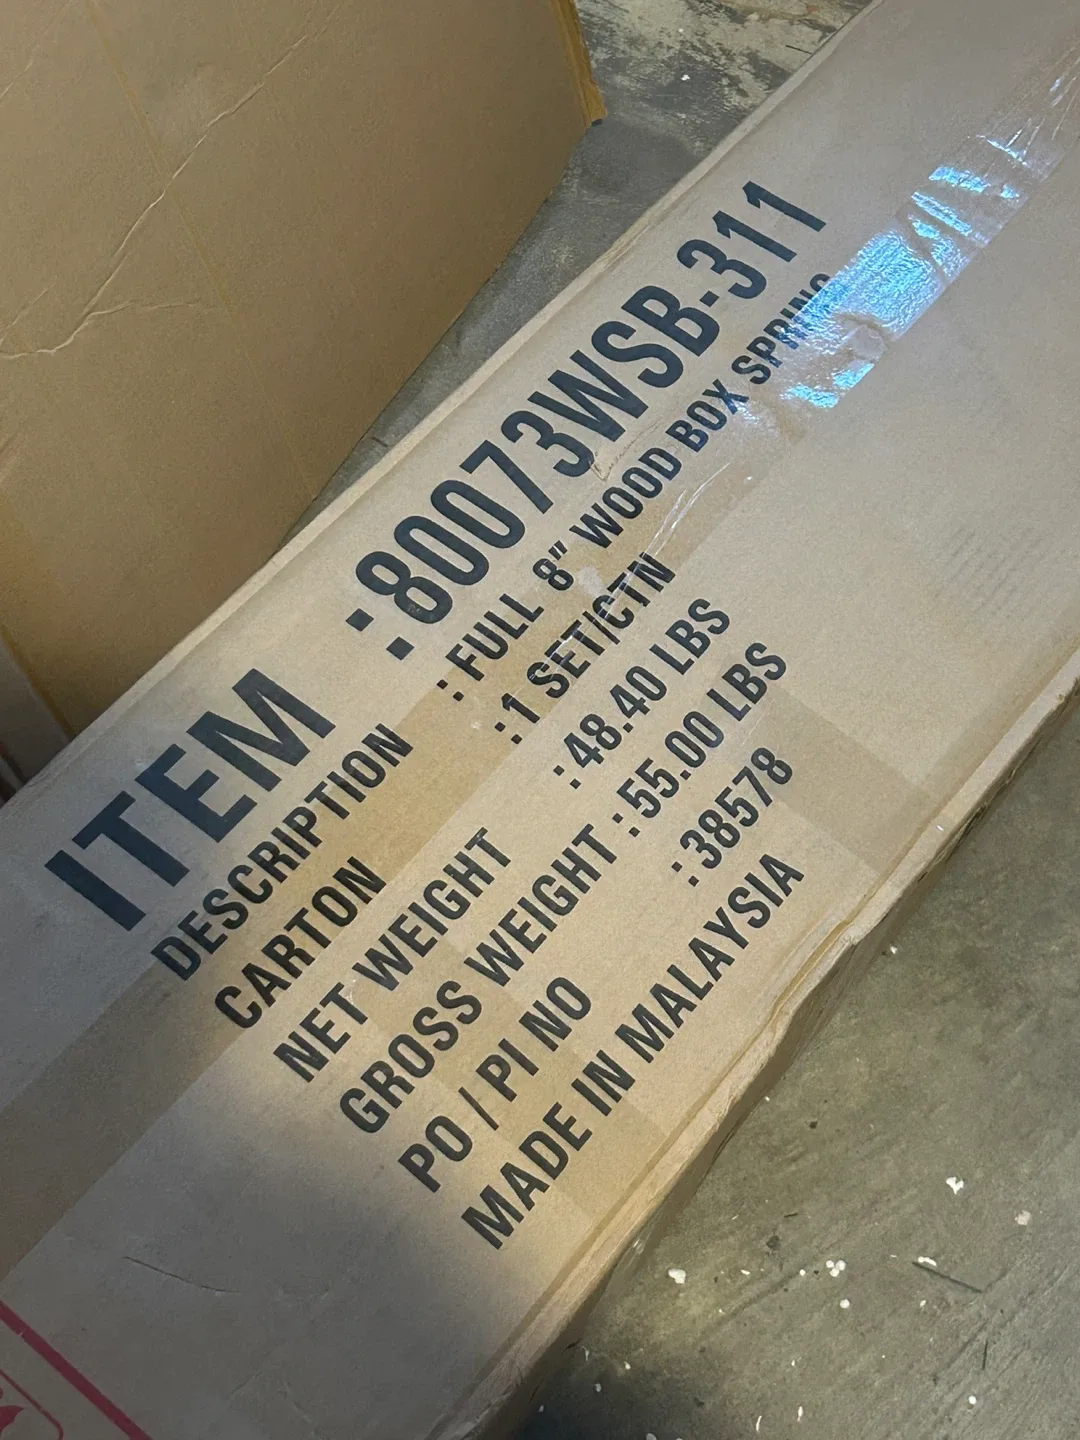 ITEM :80073WSB-311
DESCRIPTION : FULL 8" WOOD BOX SPRING
CARTON :1 SET/CTN
NET WEIGHT :48.40 LBS
GROSS WEIGHT :55.00 LBS
PO / PI NO :38578
MADE IN MALAYSIA